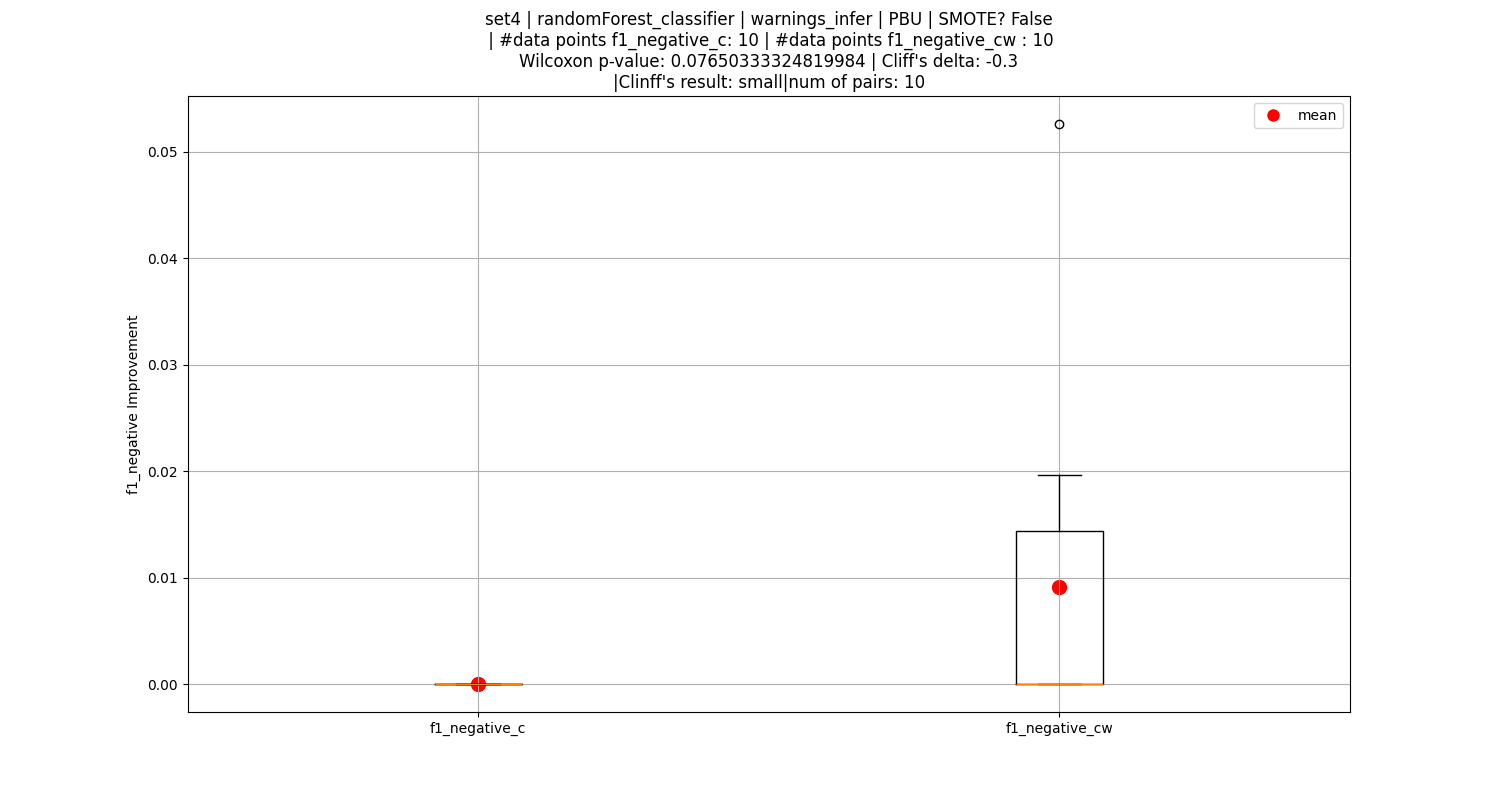 set4 | randomForest_classifier | warnings_infer | PBU | SMOTE? False
| #data points f1_negative_c: 10 | #data points f1_negative_cw : 10
Wilcoxon p-value: 0.07650333324819984 | Cliff's delta: -0.3
|Clinff's result: small|num of pairs: 10
mean
0.05
0.04
0.03
0.02
0.01
0.00
f1_negative Improvement
f1_negative_c
f1_negative_cw